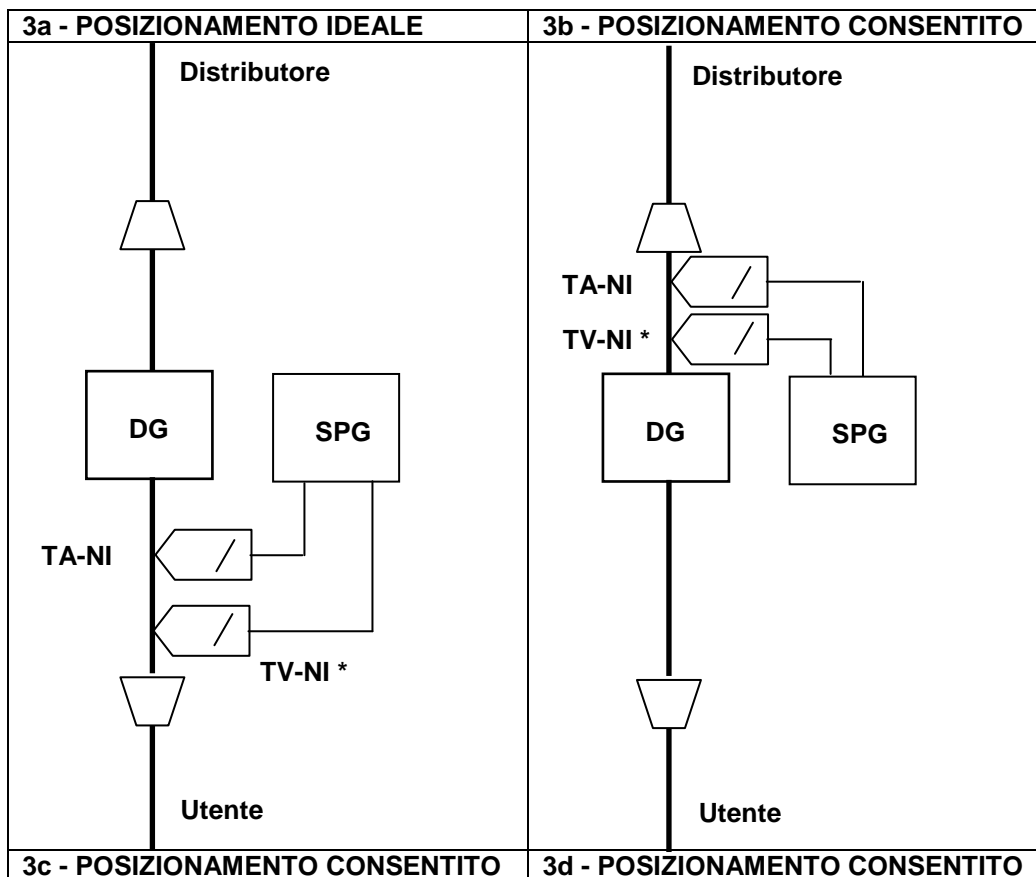 3a - POSIZIONAMENTO IDEALE
Distributore
DG
SPG
TA-NI
TV-NI *
Utente
3b - POSIZIONAMENTO CONSENTITO
Distributore
TA-NI
TV-NI *
DG
SPG
Utente
3c - POSIZIONAMENTO CONSENTITO
3d - POSIZIONAMENTO CONSENTITO